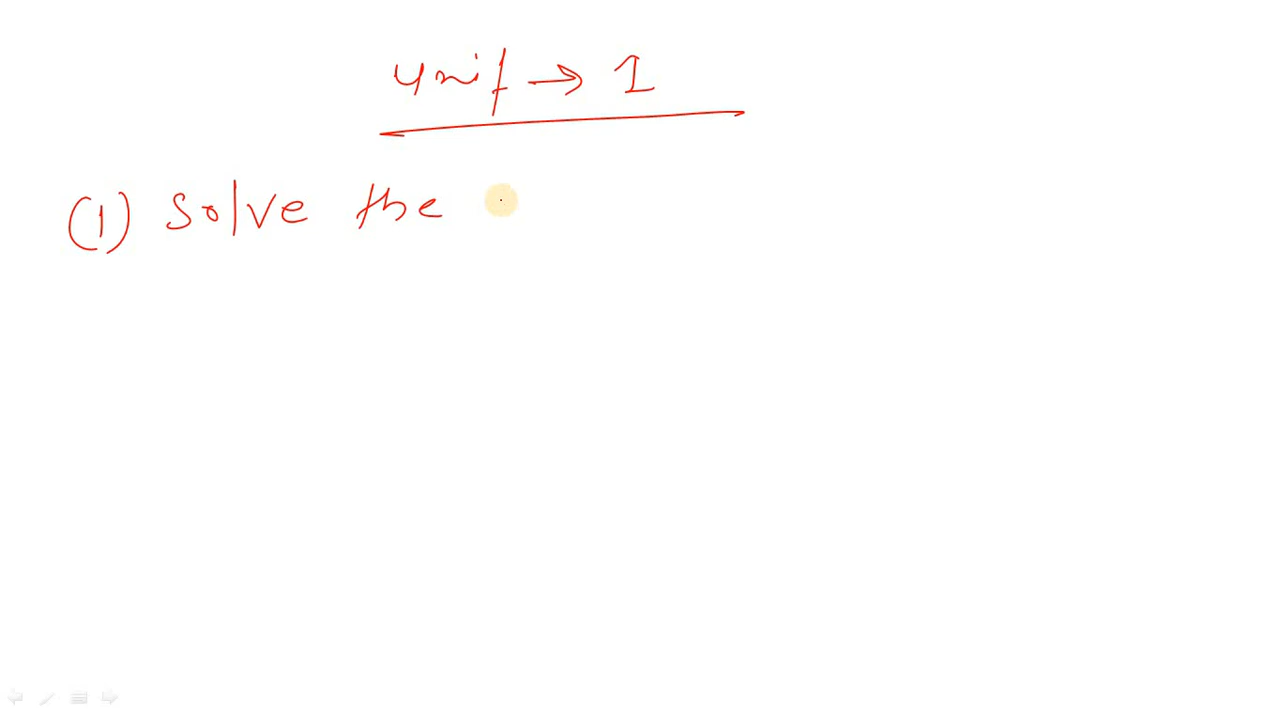 Unit → 1
(1) Solve the